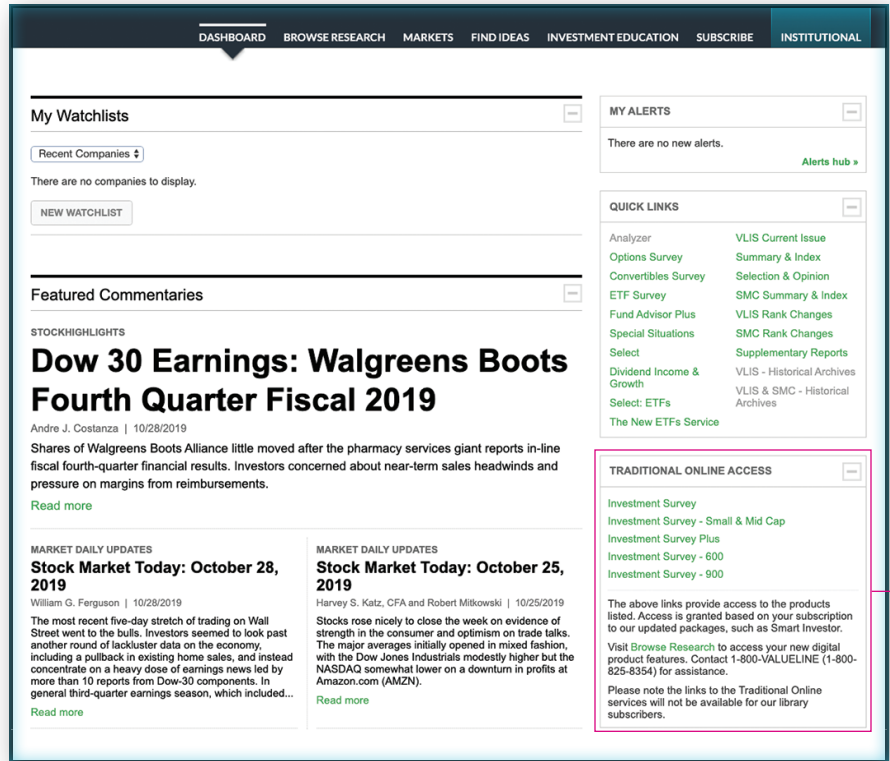 DASHBOARD BROWSE RESEARCH MARKETS FIND IDEAS INVESTMENT EDUCATION SUBSCRIBE INSTITUTIONAL
My Watchlists
Recent Companies
There are no companies to display.
NEW WATCHLIST
Featured Commentaries
STOCKHIGHLIGHTS
Dow 30 Earnings: Walgreens Boots
Fourth Quarter Fiscal 2019
Andre J. Costanza | 10/28/2019
Shares of Walgreens Boots Alliance little moved after the pharmacy services giant reports in-line
fiscal fourth-quarter financial results. Investors concerned about near-term sales headwinds and
pressure on margins from reimbursements.
Read more
MARKET DAILY UPDATES
Stock Market Today: October 28,
2019
William G. Ferguson | 10/28/2019
The most recent five-day stretch of trading on Wall
Street went to the bulls. Investors seemed to look past
another round of lackluster data on the economy,
including a pullback in existing home sales, and instead
concentrate on a heavy dose of earnings news led by
more than 10 reports from Dow-30 components. In
general third-quarter earnings season, which included...
Read more
MARKET DAILY UPDATES
Stock Market Today: October 25,
2019
Harvey S. Katz, CFA and Robert Mitkowski | 10/25/2019
Stocks rose nicely to close the week on evidence of
strength in the consumer and optimism on trade talks.
The major averages initially opened in mixed fashion,
with the Dow Jones Industrials modestly higher but the
NASDAQ somewhat lower on a downturn in profits at
Amazon.com (AMZN).
Read more
MY ALERTS
There are no new alerts.
Alerts hub »
QUICK LINKS
Analyzer
Options Survey
Convertibles Survey
ETF Survey
Fund Advisor Plus
Special Situations
Select
Dividend Income &
Growth
Select: ETFs
The New ETFs Service
VLIS Current Issue
Summary & Index
Selection & Opinion
SMC Summary & Index
VLIS Rank Changes
SMC Rank Changes
Supplementary Reports
VLIS - Historical Archives
VLIS & SMC - Historical
Archives
TRADITIONAL ONLINE ACCESS
Investment Survey
Investment Survey - Small & Mid Cap
Investment Survey Plus
Investment Survey - 600
Investment Survey - 900
The above links provide access to the products
listed. Access is granted based on your subscription
to our updated packages, such as Smart Investor.
Visit Browse Research to access your new digital
product features. Contact 1-800-VALUELINE (1-800-
825-8354) for assistance.
Please note the links to the Traditional Online
services will not be available for our library
subscribers.